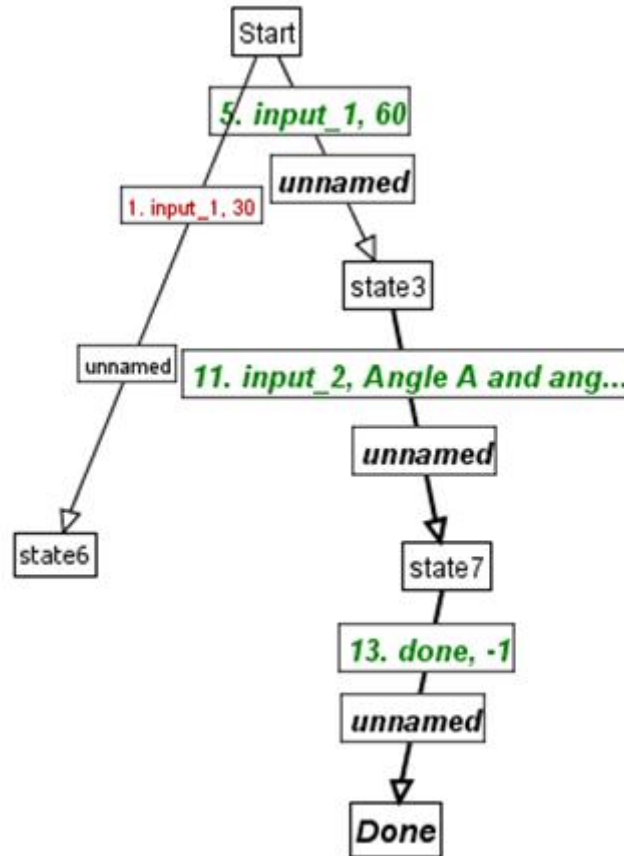 Start
5. input_1, 60
unnamed
1. input_1, 30
state3
unnamed
11. input_2, Angle A and ang...
unnamed
state6
state7
13. done, -1
unnamed
Done